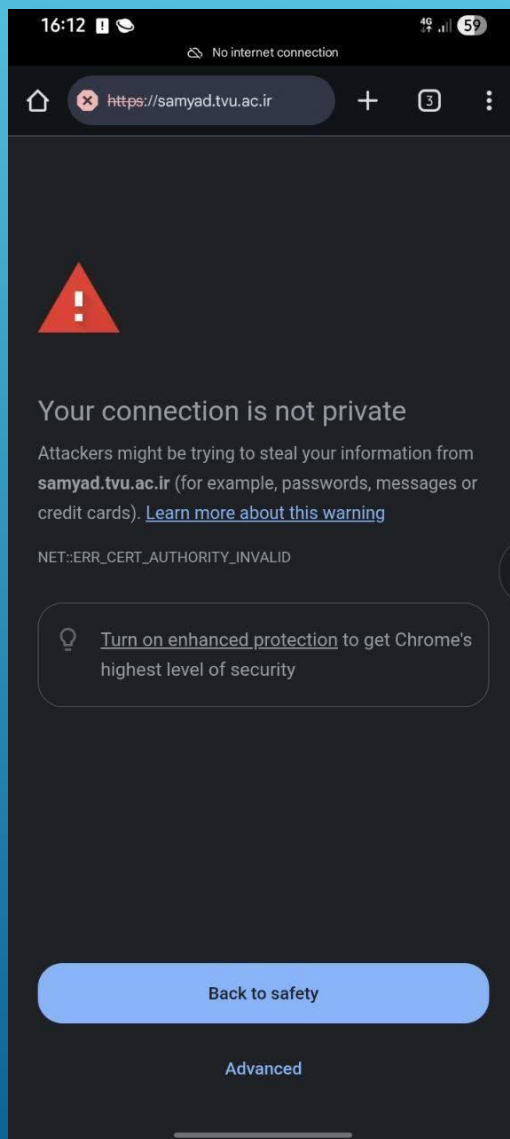 16:12
4G
59
No internet connection
https://samyad.tvu.ac.ir
3
Your connection is not private
Attackers might be trying to steal your information from
samyad.tvu.ac.ir (for example, passwords, messages or
credit cards). Learn more about this warning
NET::ERR_CERT_AUTHORITY_INVALID
Turn on enhanced protection to get Chrome's
highest level of security
Back to safety
Advanced